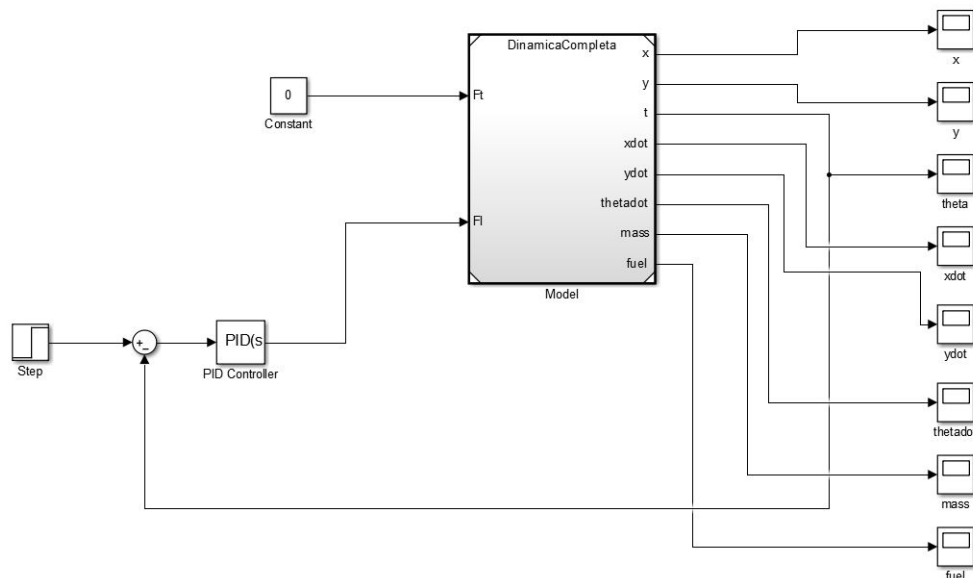 DinamicaCompleta
Ft
Fl
x
y
t
xdot
ydot
thetadot
mass
fuel
Model
0
Constant
Step
+
−
PID(s
PID Controller
x
y
theta
xdot
ydot
thetadot
mass
fuel